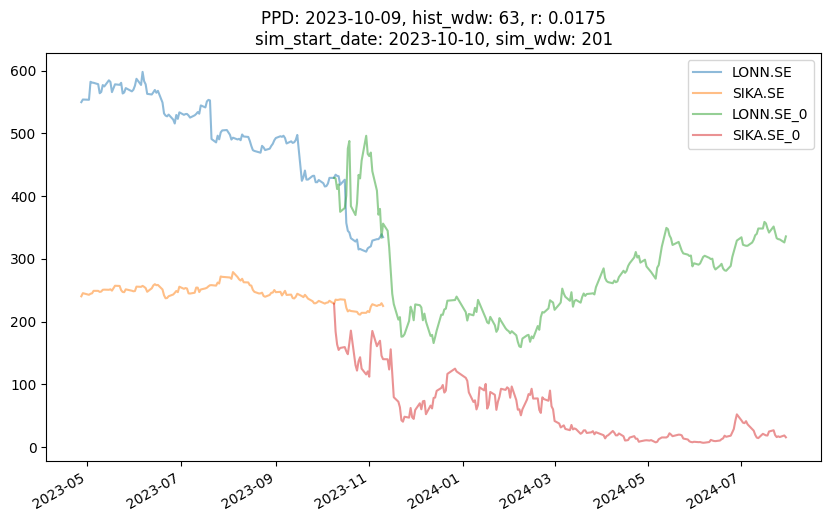 PPD: 2023-10-09, hist_wdw: 63, r: 0.0175
sim_start_date: 2023-10-10, sim_wdw: 201
LONN.SE
SIKA.SE
LONN.SE_0
SIKA.SE_0
600
500
400
300
200
100
0
2023-05
2023-07
2023-09
2023-11
2024-01
2024-03
2024-05
2024-07